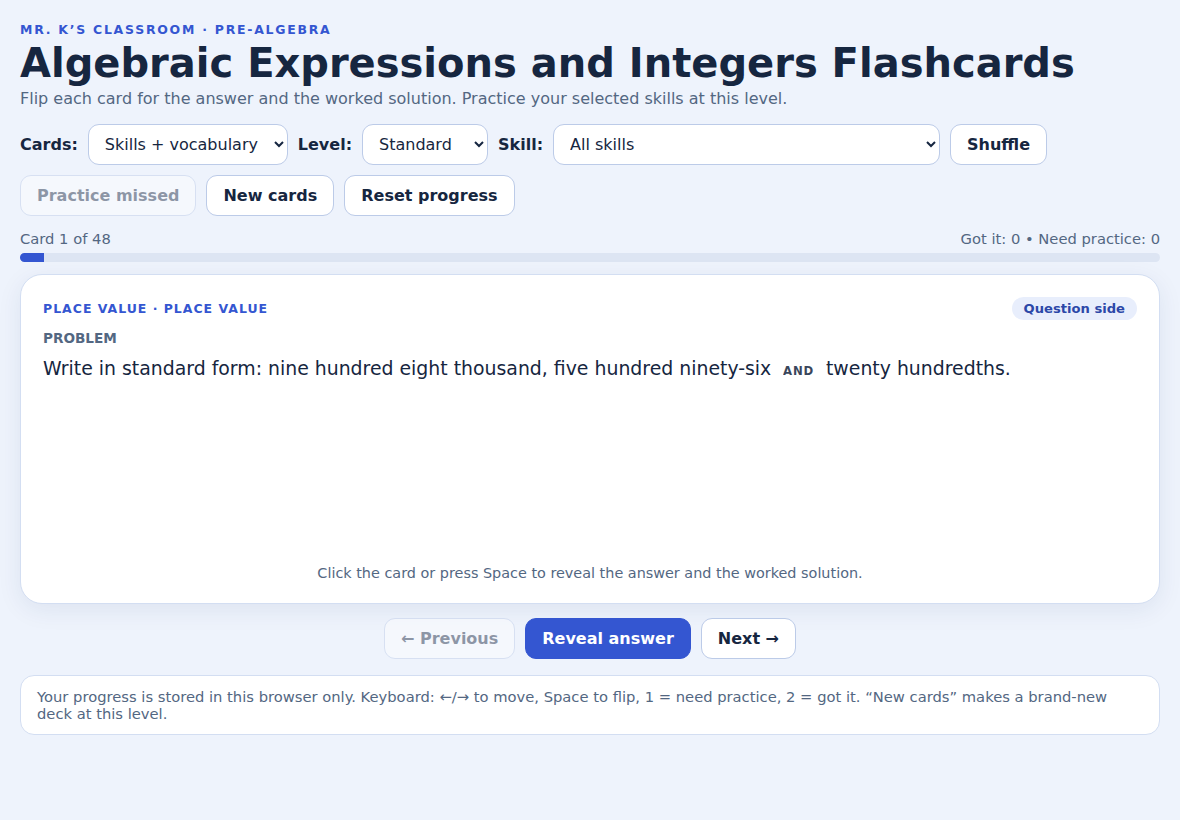 MR. K’S CLASSROOM · PRE-ALGEBRA
Algebraic Expressions and Integers Flashcards
Flip each card for the answer and the worked solution. Practice your selected skills at this level.
Cards: Skills + vocabulary Level: Standard Skill: All skills Shuffle
Practice missed New cards Reset progress
Card 1 of 48 Got it: 0 • Need practice: 0
PLACE VALUE · PLACE VALUE Question side
PROBLEM
Write in standard form: nine hundred eight thousand, five hundred ninety-six AND twenty hundredths.
Click the card or press Space to reveal the answer and the worked solution.
← Previous Reveal answer Next →
Your progress is stored in this browser only. Keyboard: ←/→ to move, Space to flip, 1 = need practice, 2 = got it. “New cards” makes a brand-new
deck at this level.